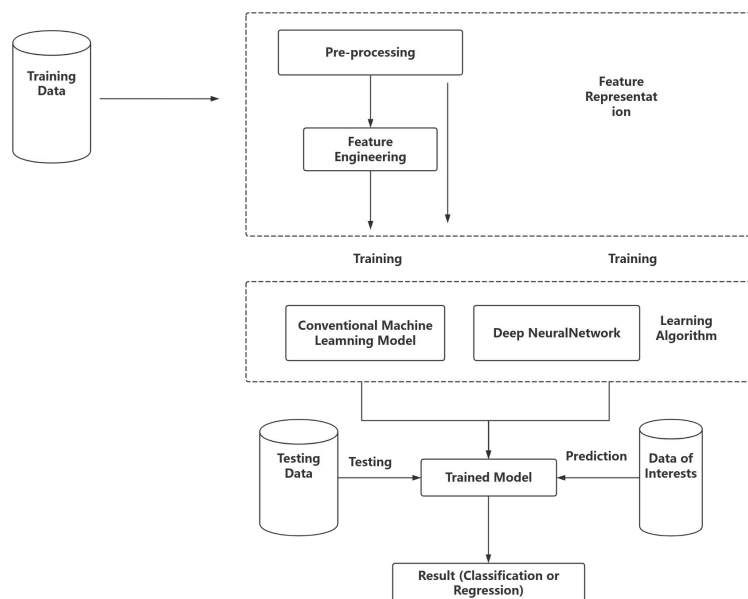 Pre-processing
Training
Data
Feature
Representat
ion
Feature
Engineering
Training
Training
Conventional Machine
Leamning Model
Deep NeuralNetwork
Learning
Algorithm
Testing
Data
Testing
Trained Model
Prediction
Data of
Interests
Result (Classification or
Regression)